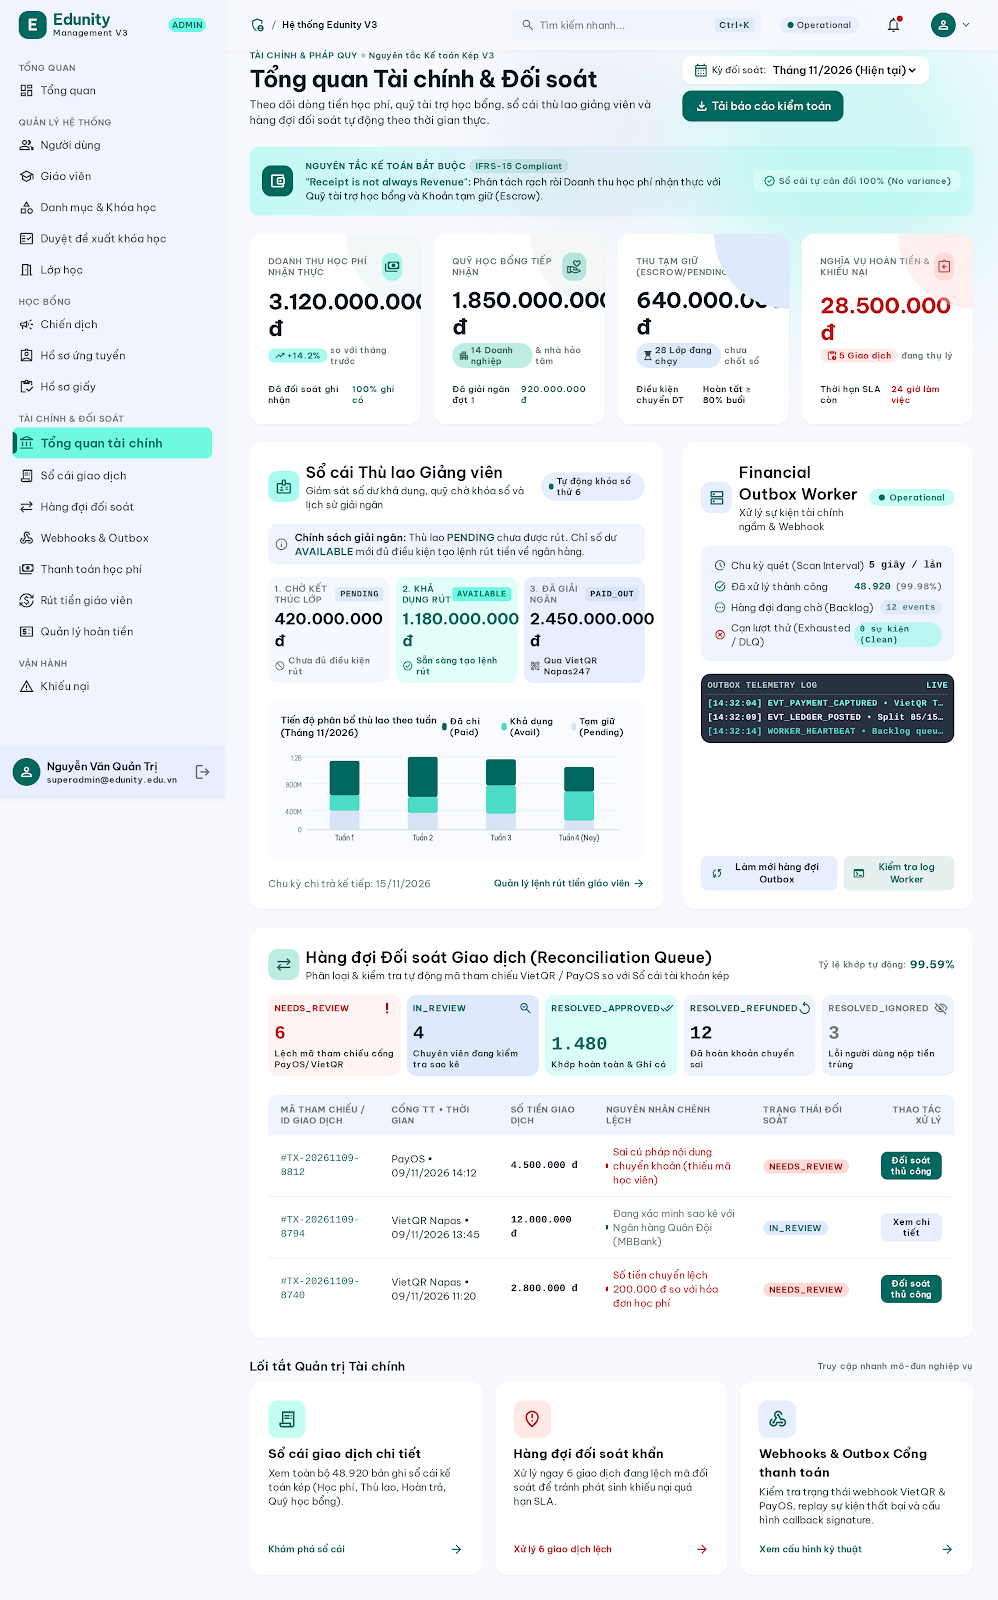 E
Edunity
Management V3
ADMIN
TỔNG QUAN
Tổng quan
QUẢN LÝ HỆ THỐNG
Người dùng
Giáo viên
Danh mục & Khóa học
Duyệt đề xuất khóa học
Lớp học
HỌC BỔNG
Chiến dịch
Hồ sơ ứng tuyển
Hồ sơ giấy
TÀI CHÍNH & ĐỐI SOÁT
Tổng quan tài chính
Sổ cái giao dịch
Hàng đợi đối soát
Webhooks & Outbox
Thanh toán học phí
Rút tiền giáo viên
Quản lý hoàn tiền
VẬN HÀNH
Khiếu nại
Nguyễn Văn Quản Trị
superadmin@edunity.edu.vn
/ Hệ thống Edunity V3
Tìm kiếm nhanh...
Ctrl+K
Operational
TÀI CHÍNH & PHÁP QUY
Nguyên tắc Kế toán Kép V3
Tổng quan Tài chính & Đối soát
Theo dõi dòng tiền học phí, quỹ tài trợ học bổng, sổ cái thù lao giảng viên và
hàng đợi đối soát tự động theo thời gian thực.
Kỳ đối soát: Tháng 11/2026 (Hiện tại)
Tải báo cáo kiểm toán
NGUYÊN TẮC KẾ TOÁN BẮT BUỘC IFRS-15 Compliant
"Receipt is not always Revenue": Phân tách rạch ròi Doanh thu học phí nhận thực với
Quỹ tài trợ học bổng và Khoản tạm giữ (Escrow).
Sổ cái tự cân đối 100% (No variance)
DOANH THU HỌC PHÍ
NHẬN THỰC
3.120.000.000
đ
+14.2% so với tháng
trước
Đã đối soát ghi
nhận
100% ghi
có
QUỸ HỌC BỔNG TIẾP
NHẬN
1.850.000.000
đ
14 Doanh
nghiệp
& nhà hảo
tâm
Đã giải ngân
đợt 1
920.000.000
đ
THU TẠM GIỮ
(ESCROW/PENDING
640.000.000
đ
28 Lớp đang
chạy
chưa
chốt sổ
Điều kiện
chuyển DT
Hoàn tất ≥
80% buổi
NGHĨA VỤ HOÀN TIỀN &
KHIẾU NẠI
28.500.000
đ
5 Giao dịch đang thụ lý
Thời hạn SLA
còn
24 giờ làm
việc
Sổ cái Thù lao Giảng viên
Giám sát số dư khả dụng, quỹ chờ khóa sổ và
lịch sử giải ngân
Tự động khóa sổ
thứ 6
Chính sách giải ngân: Thù lao PENDING chưa được rút. Chỉ số dư
AVAILABLE mới đủ điều kiện tạo lệnh rút tiền về ngân hàng.
1. CHỜ KẾT
THÚC LỚP
PENDING
420.000.000
đ
Chưa đủ điều kiện
rút
2. KHẢ
DỤNG RÚT
AVAILABLE
1.180.000.000
đ
Sẵn sàng tạo lệnh
rút
3. ĐÃ GIẢI
NGÂN
PAID_OUT
2.450.000.000
đ
Qua VietQR
Napas247
Tiến độ phân bổ thù lao theo tuần
(Tháng 11/2026)
Đã chi
(Paid)
Khả dụng
(Avail)
Tạm giữ
(Pending)
1.2B
800M
400M
0
Tuần 1
Tuần 2
Tuần 3
Tuần 4 (Nay)
Chu kỳ chi trả kế tiếp: 15/11/2026
Quản lý lệnh rút tiền giáo viên
Financial
Outbox Worker
Xử lý sự kiện tài chính
ngầm & Webhook
Operational
Chu kỳ quét (Scan Interval) 5 giây / lần
Đã xử lý thành công 48.920 (99.98%)
Hàng đợi đang chờ (Backlog) 12 events
Cạn lượt thử (Exhausted
/ DLQ)
0 sự kiện
(Clean)
OUTBOX TELEMETRY LOG LIVE
[14:32:04] EVT_PAYMENT_CAPTURED • VietQR T…
[14:32:09] EVT_LEDGER_POSTED • Split 85/15…
[14:32:14] WORKER_HEARTBEAT • Backlog queu…
Làm mới hàng đợi
Outbox
Kiểm tra log
Worker
Hàng đợi Đối soát Giao dịch (Reconciliation Queue)
Phân loại & kiểm tra tự động mã tham chiếu VietQR / PayOS so với Sổ cái tài khoản kép
Tỷ lệ khớp tự động: 99.59%
NEEDS_REVIEW
6
Lệch mã tham chiếu cổng
PayOS/VietQR
IN_REVIEW
4
Chuyên viên đang kiểm
tra sao kê
RESOLVED_APPROVED
1.480
Khớp hoàn toàn & Ghi có
RESOLVED_REFUNDED
12
Đã hoàn khoản chuyển
sai
RESOLVED_IGNORED
3
Lỗi người dùng nộp tiền
trùng
MÃ THAM CHIẾU /
ID GIAO DỊCH
CỔNG TT • THỜI
GIAN
SỐ TIỀN GIAO
DỊCH
NGUYÊN NHÂN CHÊNH
LỆCH
TRẠNG THÁI ĐỐI
SOÁT
THAO TÁC
XỬ LÝ
#TX-20261109-
8812
PayOS •
09/11/2026 14:12
4.500.000 đ
Sai cú pháp nội dung
chuyển khoản (thiếu mã
học viên)
NEEDS_REVIEW
Đối soát
thủ công
#TX-20261109-
8794
VietQR Napas •
09/11/2026 13:45
12.000.000
đ
Đang xác minh sao kê với
Ngân hàng Quân Đội
(MBBank)
IN_REVIEW
Xem chi
tiết
#TX-20261109-
8740
VietQR Napas •
09/11/2026 11:20
2.800.000 đ
Số tiền chuyển lệch
200.000 đ so với hóa
đơn học phí
NEEDS_REVIEW
Đối soát
thủ công
Lối tắt Quản trị Tài chính
Truy cập nhanh mô-đun nghiệp vụ
Sổ cái giao dịch chi tiết
Xem toàn bộ 48.920 bản ghi sổ cái kế
toán kép (Học phí, Thù lao, Hoàn trả,
Quỹ học bổng).
Khám phá sổ cái
Hàng đợi đối soát khẩn
Xử lý ngay 6 giao dịch đang lệch mã đối
soát để tránh phát sinh khiếu nại quá
hạn SLA.
Xử lý 6 giao dịch lệch
Webhooks & Outbox Cổng
thanh toán
Kiểm tra trạng thái webhook VietQR &
PayOS, replay sự kiện thất bại và cấu
hình callback signature.
Xem cấu hình kỹ thuật